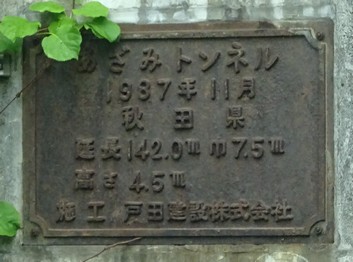 あざみトンネル
1987年11月
秋田県
延長142.0m巾7.5m
高さ4.5m
施工 戸田建設株式会社